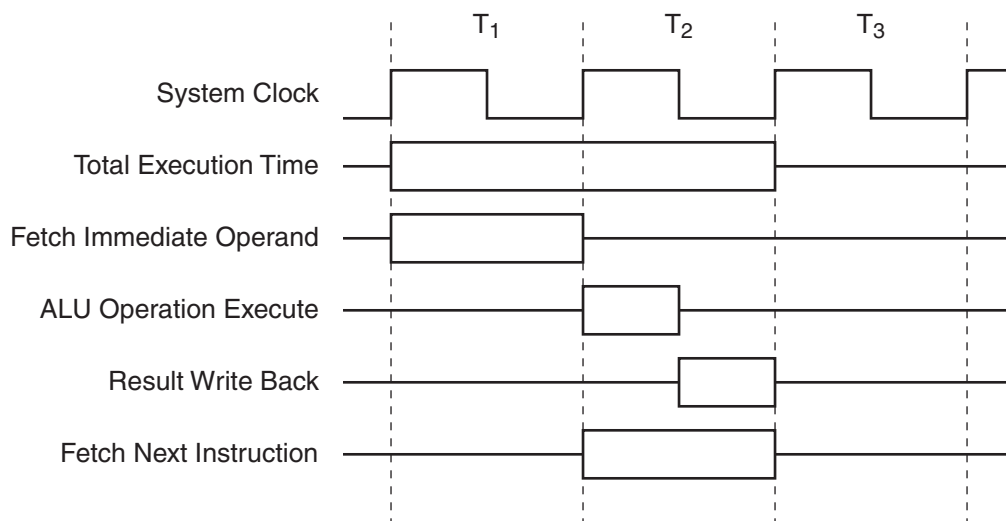 T1 T2 T3
System Clock
Total Execution Time
Fetch Immediate Operand
ALU Operation Execute
Result Write Back
Fetch Next Instruction